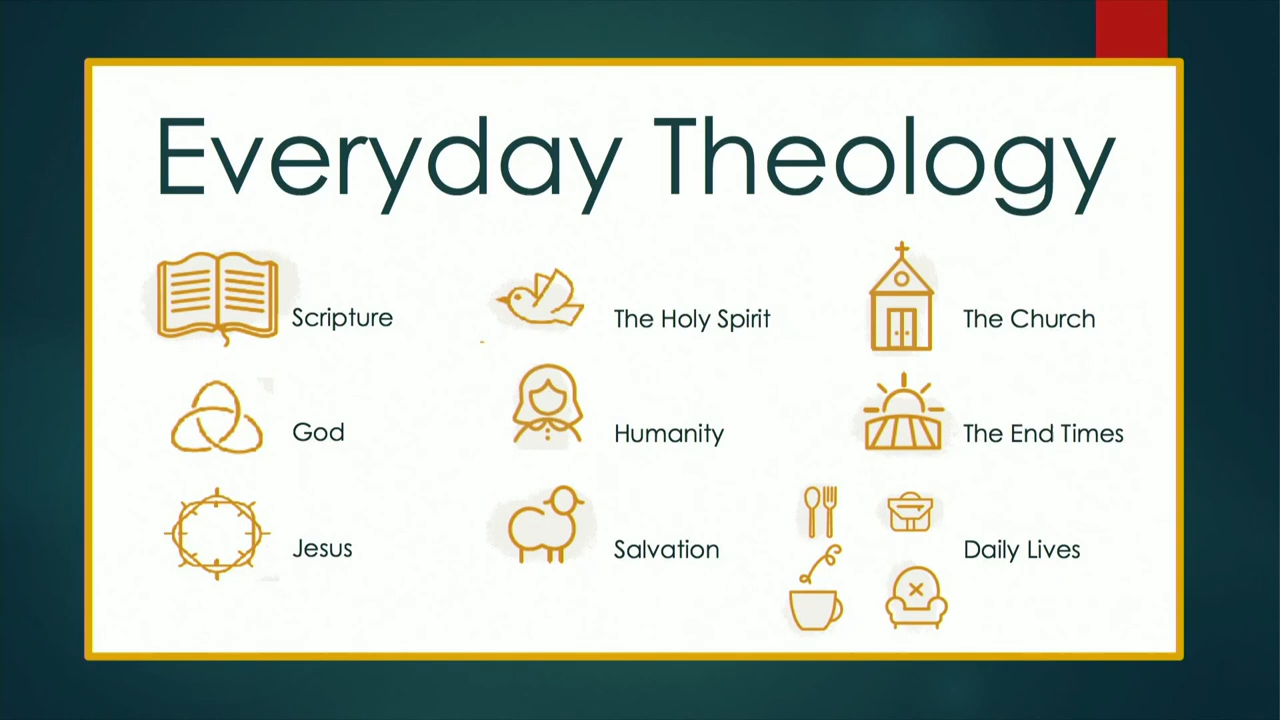 Everyday Theology
Scripture
God
Jesus
The Holy Spirit
Humanity
Salvation
The Church
The End Times
Daily Lives